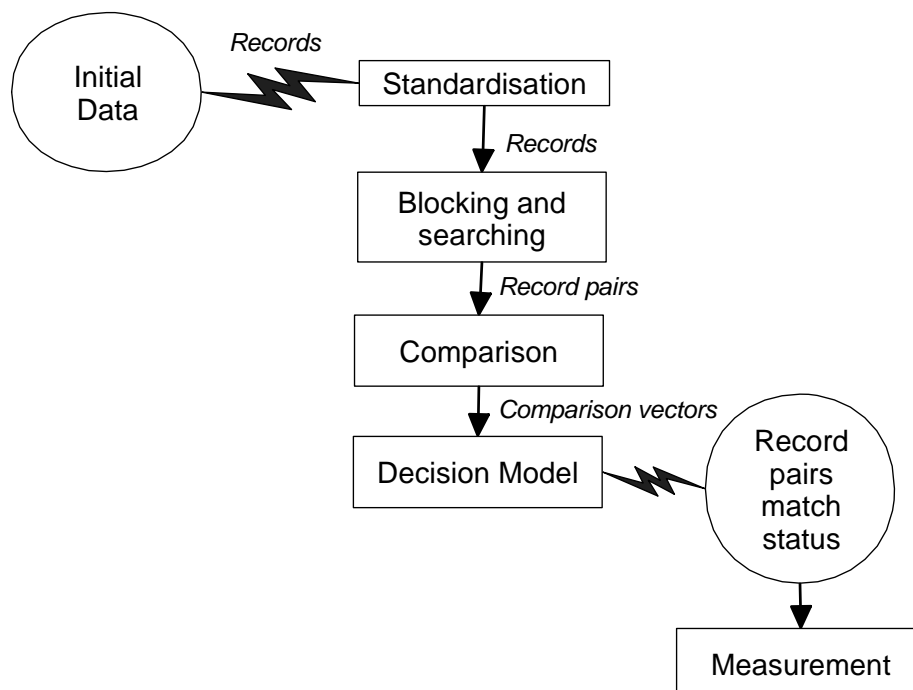 Records
Initial
Data
Standardisation
Records
Blocking and
searching
Record pairs
Comparison
Comparison vectors
Decision Model
Record
pairs
match
status
Measurement